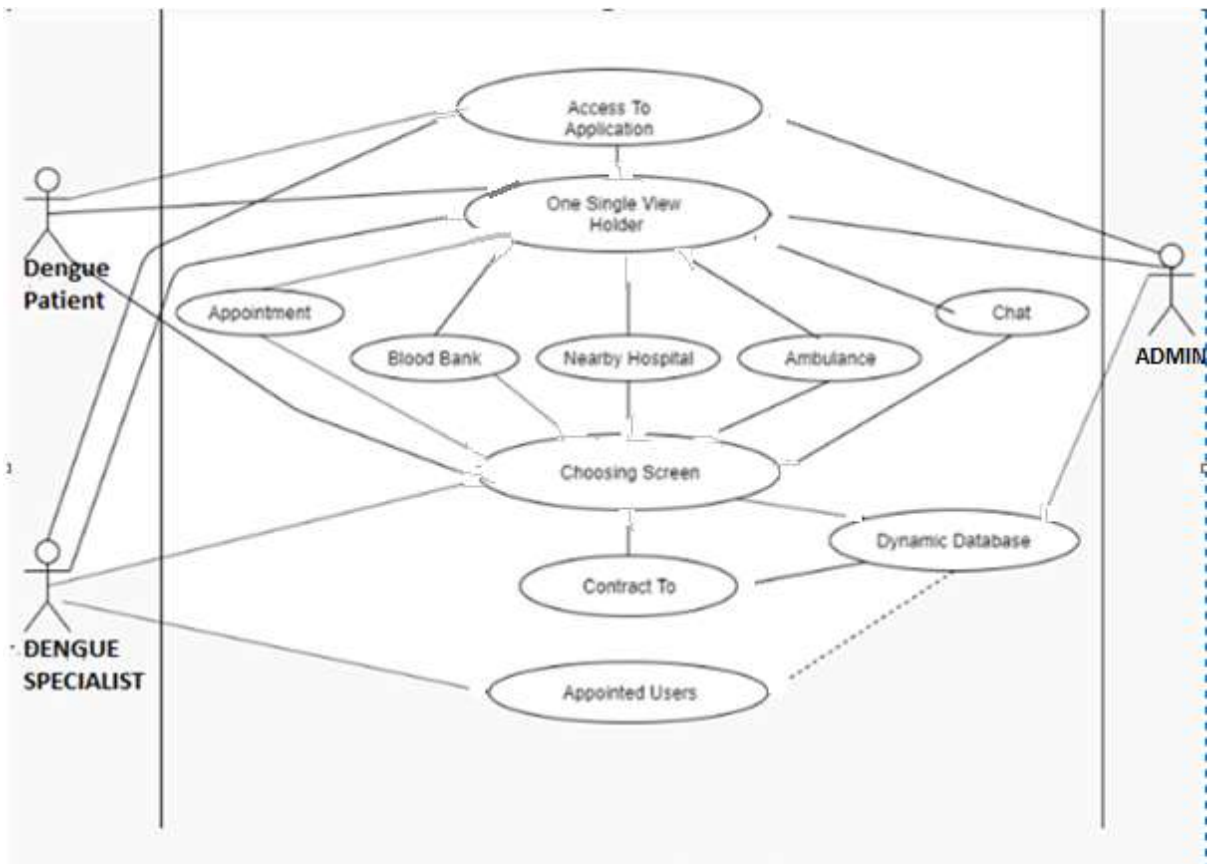 Access To
Application
One Single View
Holder
Dengue
Patient
Appointment
Chat
Blood Bank
Nearby Hospital
Ambulance
ADMIN
Choosing Screen
Dynamic Database
Contract To
DENGUE
SPECIALIST
Appointed Users